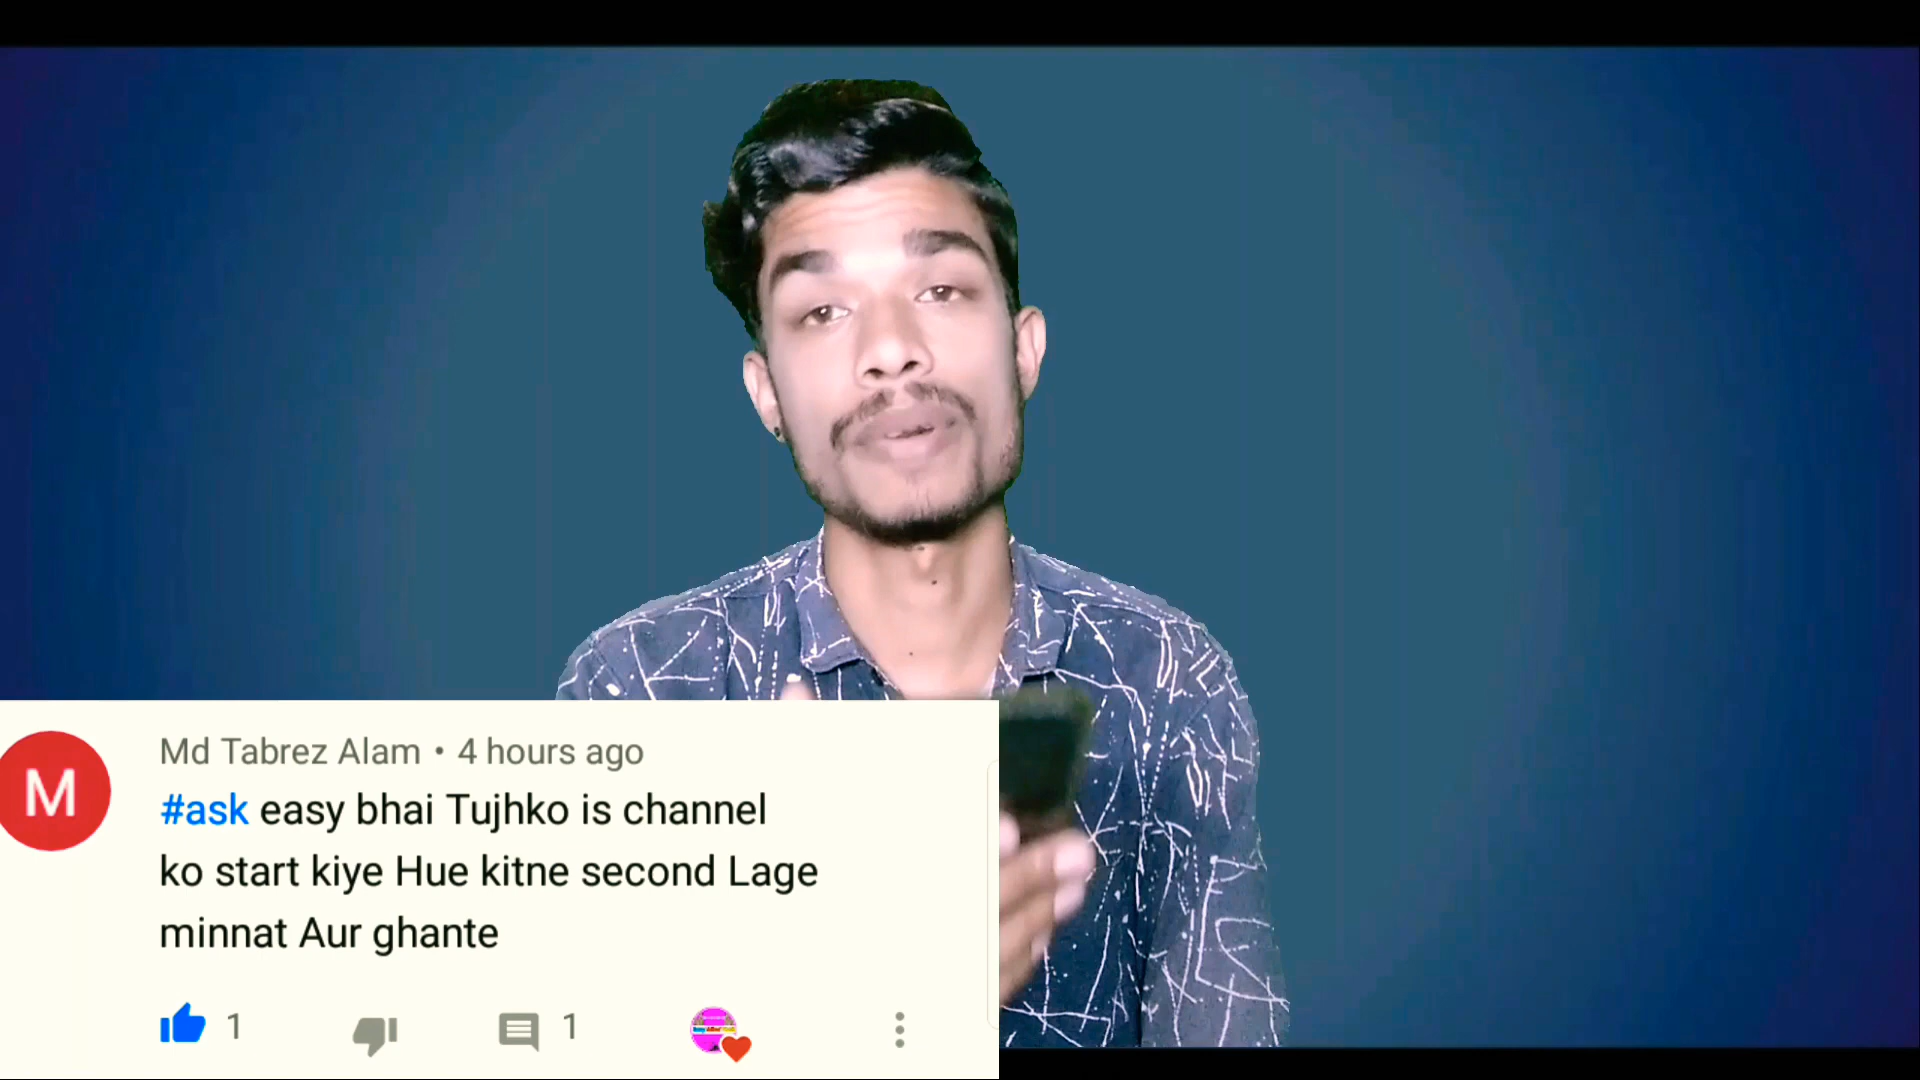 M
Md Tabrez Alam • 4 hours ago
#ask easy bhai Tujhko is channel
ko start kiye Hue kitne second Lage
minnat Aur ghante
1
1